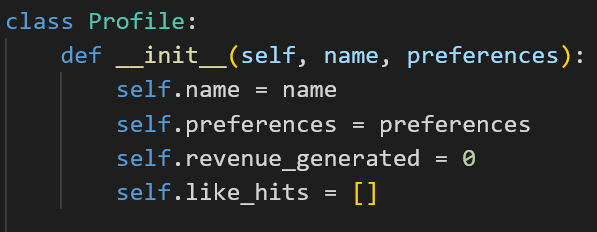 class Profile:
    def __init__(self, name, preferences):
        self.name = name
        self.preferences = preferences
        self.revenue_generated = 0
        self.like_hits = []